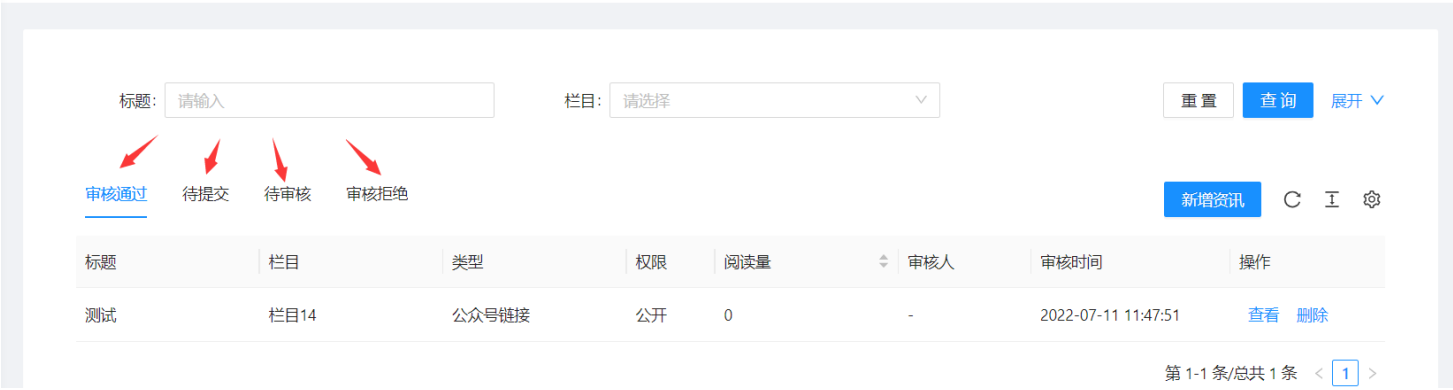 标题: 请输入 栏目: 请选择 重 置 查 询 展开
审核通过 待提交 待审核 审核拒绝 新增资讯
标题 栏目 类型 权限 阅读量 审核人 审核时间 操作
测试 栏目14 公众号链接 公开 0 - 2022-07-11 11:47:51 查看 删除
第 1-1 条/总共 1 条 < 1 >